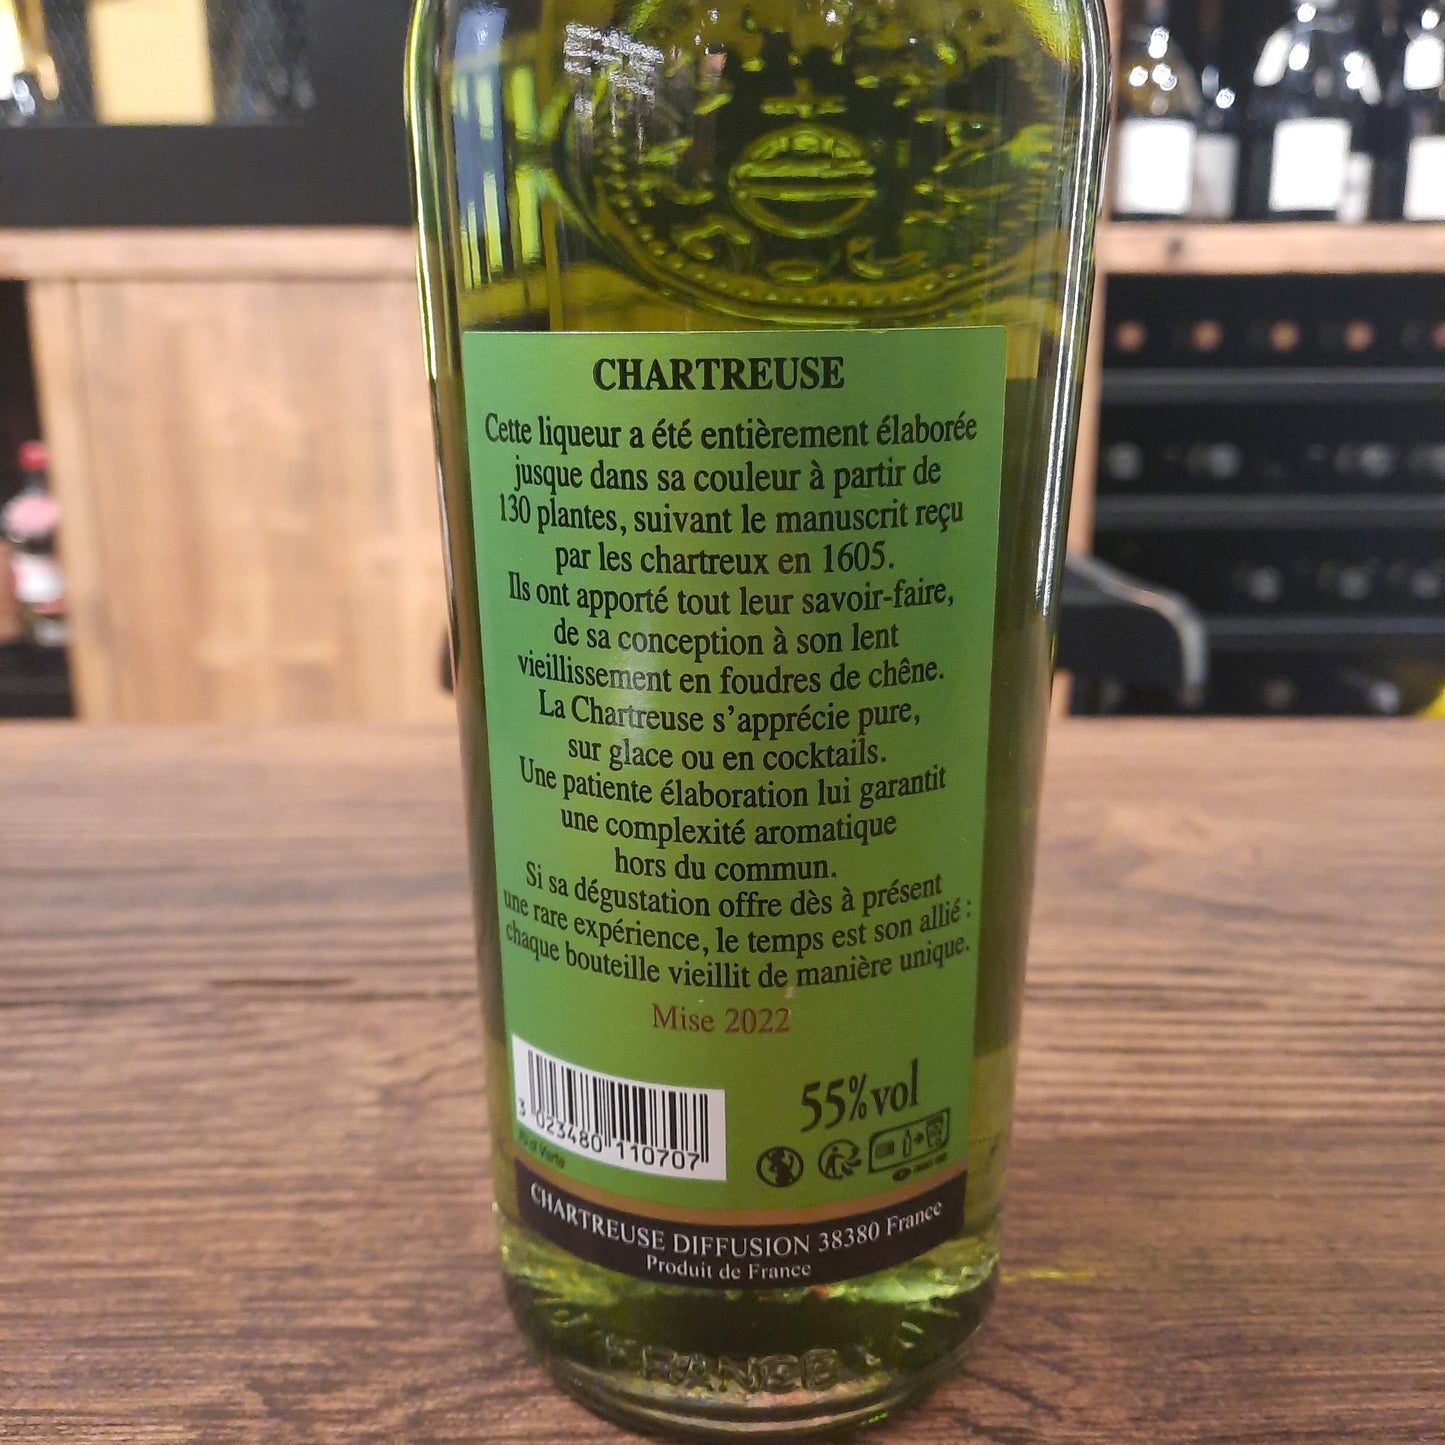 CHARTREUSE
Cette liqueur a été entièrement élaborée
jusque dans sa couleur à partir de
130 plantes, suivant le manuscrit reçu
par les chartreux en 1605.
Ils ont apporté tout leur savoir-faire,
de sa conception à son lent
vieillissement en foudres de chêne.
La Chartreuse s'apprécie pure,
sur glace ou en cocktails.
Une patiente élaboration lui garantit
une complexité aromatique
hors du commun.
Si sa dégustation offre dès à présent
une rare expérience, le temps est son allié :
chaque bouteille vieillit de manière unique.
Mise 2022
55%vol
3 023480 110707
70 cl Verte
CHARTREUSE DIFFUSION 38380 France
Produit de France
FRANCE